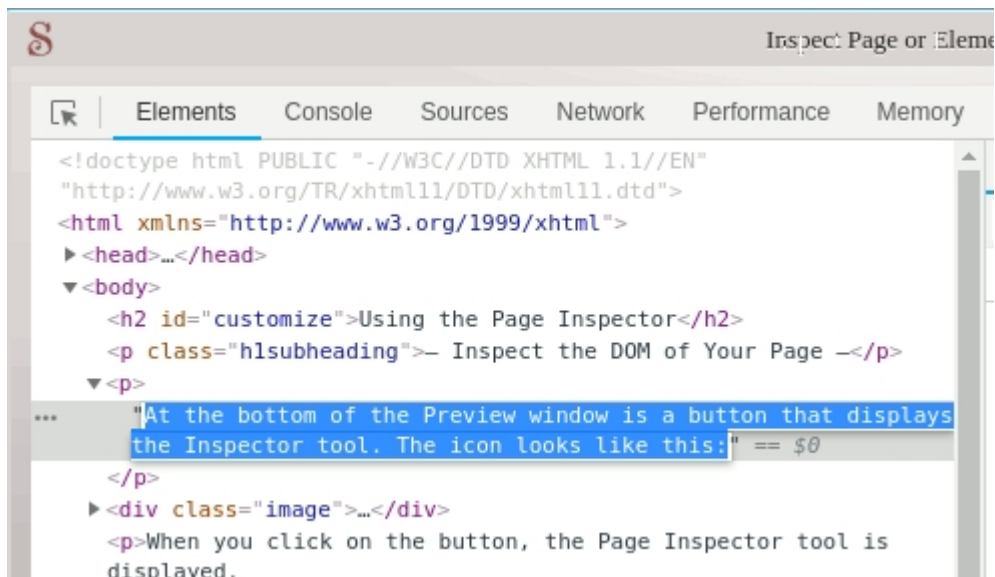 S
Inspect Page or Eleme
Elements Console Sources Network Performance Memory
<!doctype html PUBLIC "-//W3C//DTD XHTML 1.1//EN"
"http://www.w3.org/TR/xhtml11/DTD/xhtml11.dtd">
<html xmlns="http://www.w3.org/1999/xhtml">
▶<head>…</head>
▼<body>
<h2 id="customize">Using the Page Inspector</h2>
<p class="h1subheading">— Inspect the DOM of Your Page —</p>
▼<p>
"At the bottom of the Preview window is a button that displays
the Inspector tool. The icon looks like this:" == $0
</p>
▶<div class="image">…</div>
<p>When you click on the button, the Page Inspector tool is
displayed.